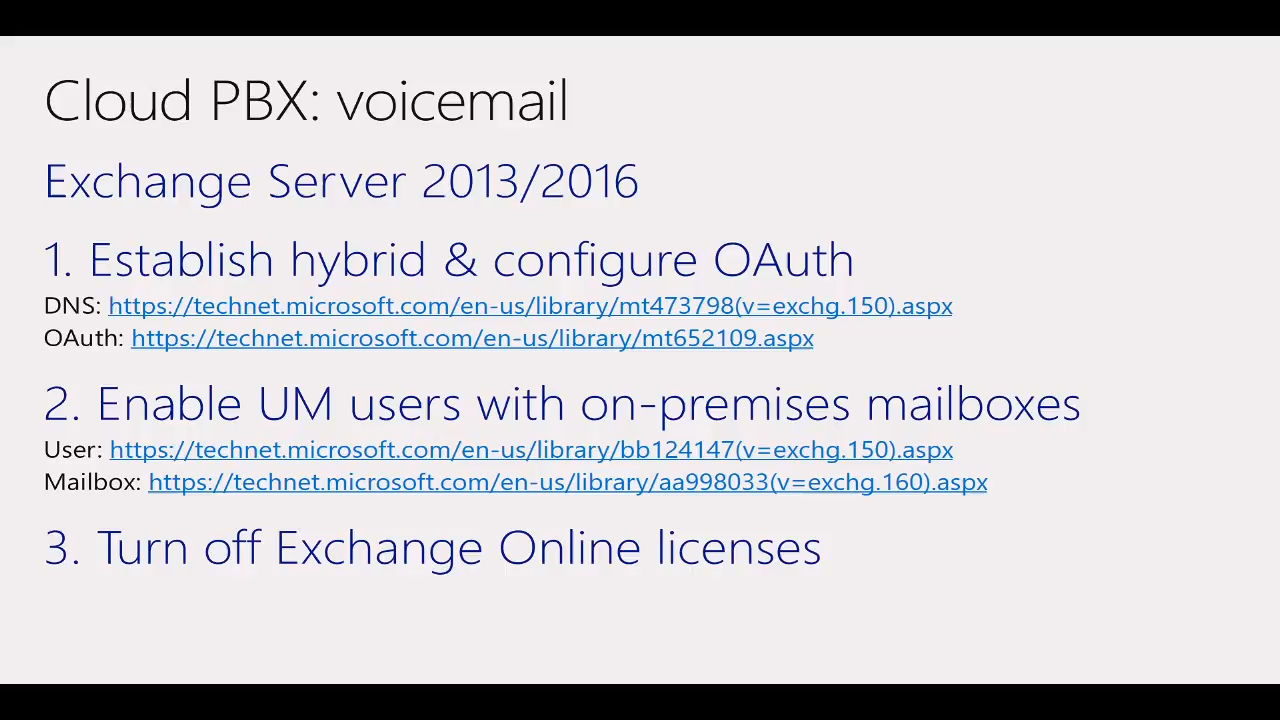 Cloud PBX: voicemail
Exchange Server 2013/2016
1. Establish hybrid & configure OAuth
DNS: https://technet.microsoft.com/en-us/library/mt473798(v=exchg.150).aspx
OAuth: https://technet.microsoft.com/en-us/library/mt652109.aspx
2. Enable UM users with on-premises mailboxes
User: https://technet.microsoft.com/en-us/library/bb124147(v=exchg.150).aspx
Mailbox: https://technet.microsoft.com/en-us/library/aa998033(v=exchg.160).aspx
3. Turn off Exchange Online licenses